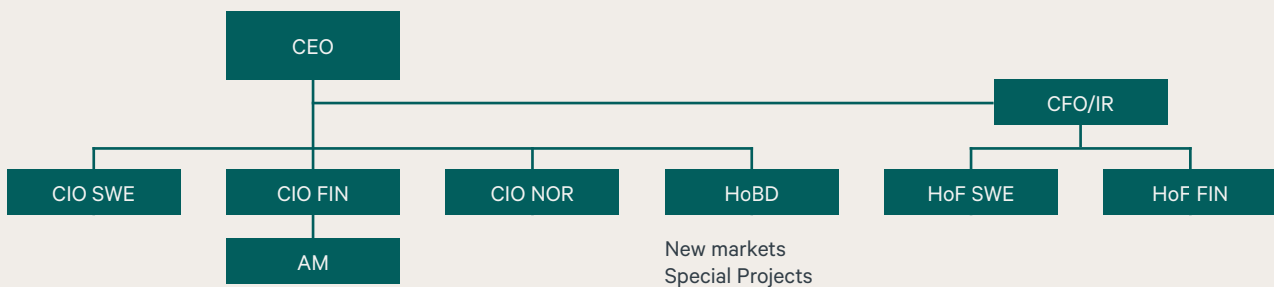 CEO
CFO/IR
CIO SWE
CIO FIN
CIO NOR
HoBD
HoF SWE
HoF FIN
AM
New markets
Special Projects